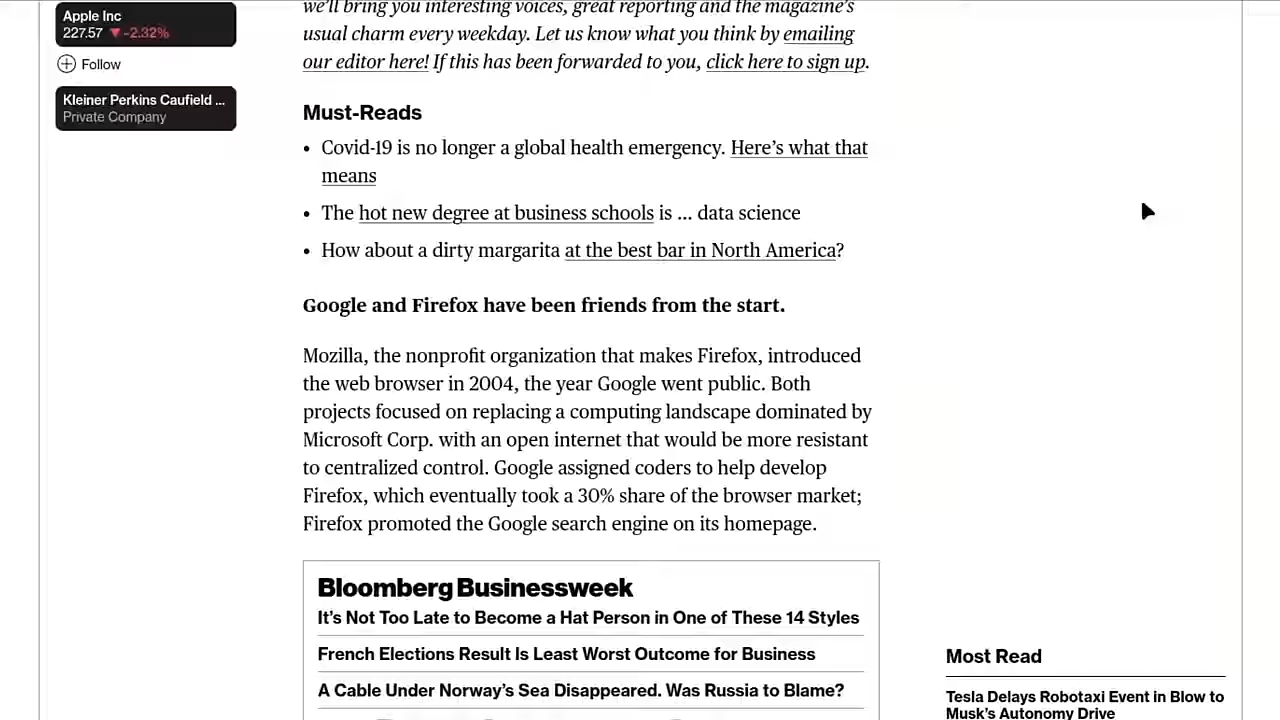 Apple Inc
227.57 ▼-2.32%
Follow
Kleiner Perkins Caufield ...
Private Company
we'll bring you interesting voices, great reporting and the magazine's
usual charm every weekday. Let us know what you think by emailing
our editor here! If this has been forwarded to you, click here to sign up.
Must-Reads
• Covid-19 is no longer a global health emergency. Here's what that
means
• The hot new degree at business schools is ... data science
• How about a dirty margarita at the best bar in North America?
Google and Firefox have been friends from the start.
Mozilla, the nonprofit organization that makes Firefox, introduced
the web browser in 2004, the year Google went public. Both
projects focused on replacing a computing landscape dominated by
Microsoft Corp. with an open internet that would be more resistant
to centralized control. Google assigned coders to help develop
Firefox, which eventually took a 30% share of the browser market;
Firefox promoted the Google search engine on its homepage.
Bloomberg Businessweek
It's Not Too Late to Become a Hat Person in One of These 14 Styles
French Elections Result Is Least Worst Outcome for Business
A Cable Under Norway's Sea Disappeared. Was Russia to Blame?
Most Read
Tesla Delays Robotaxi Event in Blow to
Musk's Autonomy Drive